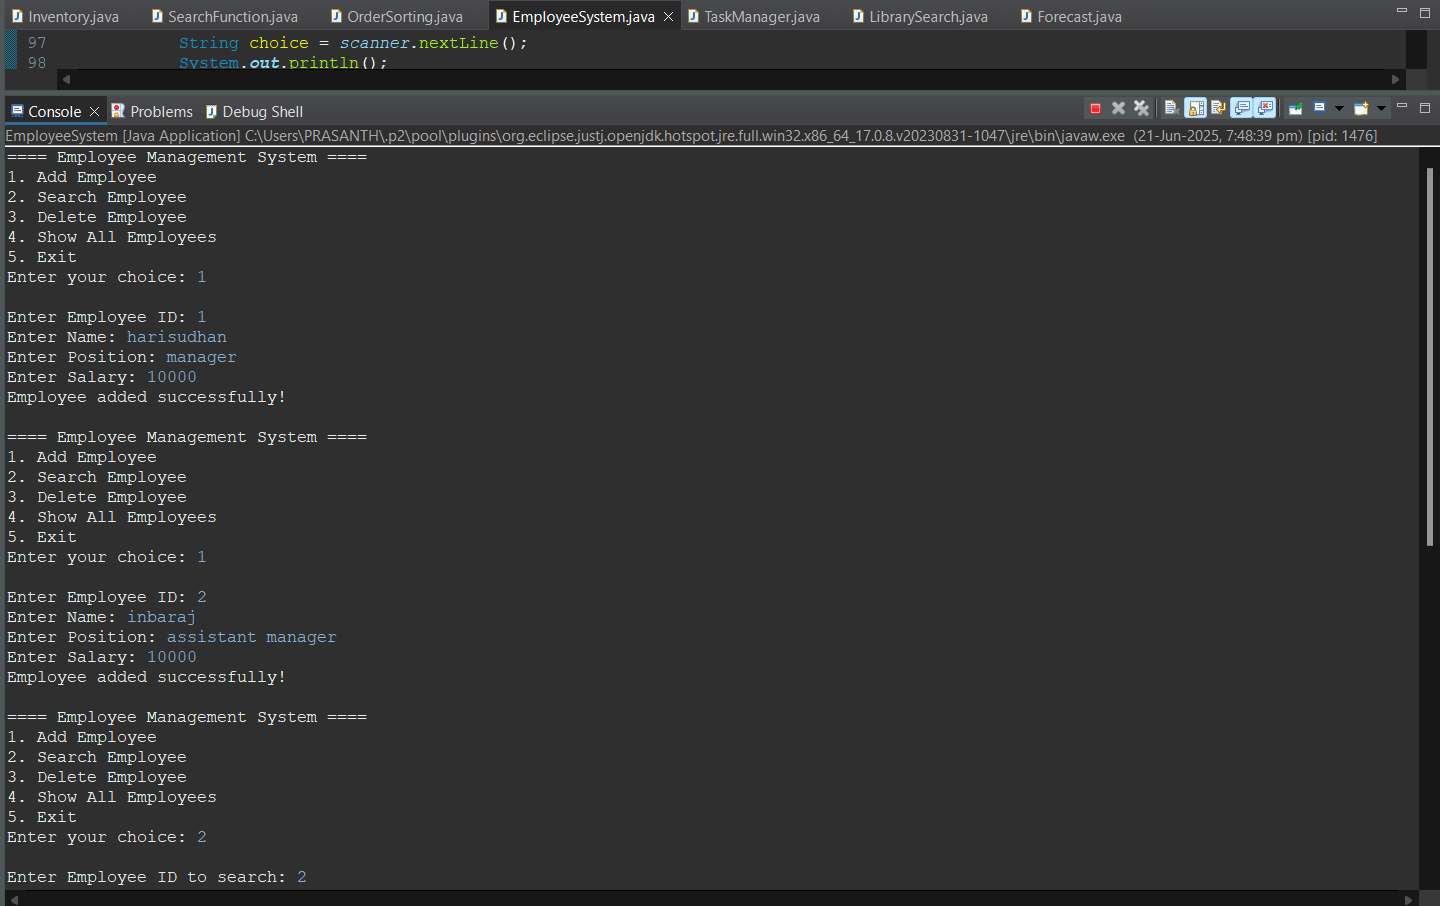 Inventory.java SearchFunction.java OrderSorting.java EmployeeSystem.java TaskManager.java LibrarySearch.java Forecast.java
97 String choice = scanner.nextLine();
98 System.out.println();
Console Problems Debug Shell
EmployeeSystem [Java Application] C:\Users\PRASANTH\.p2\pool\plugins\org.eclipse.justj.openjdk.hotspot.jre.full.win32.x86_64_17.0.8.v20230831-1047\jre\bin\javaw.exe (21-Jun-2025, 7:48:39 pm) [pid: 1476]
==== Employee Management System ====
1. Add Employee
2. Search Employee
3. Delete Employee
4. Show All Employees
5. Exit
Enter your choice: 1
Enter Employee ID: 1
Enter Name: harisudhan
Enter Position: manager
Enter Salary: 10000
Employee added successfully!
==== Employee Management System ====
1. Add Employee
2. Search Employee
3. Delete Employee
4. Show All Employees
5. Exit
Enter your choice: 1
Enter Employee ID: 2
Enter Name: inbaraj
Enter Position: assistant manager
Enter Salary: 10000
Employee added successfully!
==== Employee Management System ====
1. Add Employee
2. Search Employee
3. Delete Employee
4. Show All Employees
5. Exit
Enter your choice: 2
Enter Employee ID to search: 2